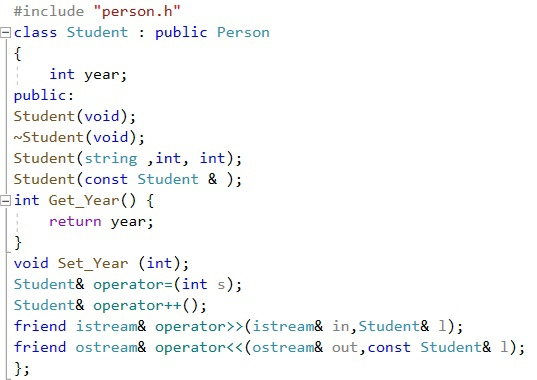 #include "person.h"
class Student : public Person
{
    int year;
public:
Student(void);
~Student(void);
Student(string ,int, int);
Student(const Student & );
int Get_Year() {
    return year;
}
void Set_Year (int);
Student& operator=(int s);
Student& operator++();
friend istream& operator>>(istream& in,Student& l);
friend ostream& operator<<(ostream& out,const Student& l);
};